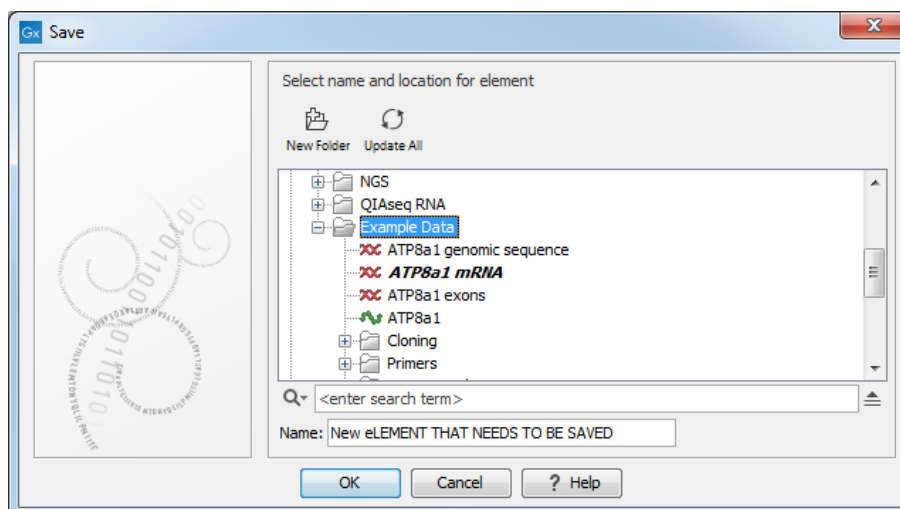 Gx Save
Select name and location for element
New Folder Update All
NGS
QIAseq RNA
Example Data
ATP8a1 genomic sequence
ATP8a1 mRNA
ATP8a1 exons
ATP8a1
Cloning
Primers
<enter search term>
Name: New eLEMENT THAT NEEDS TO BE SAVED
OK Cancel ? Help